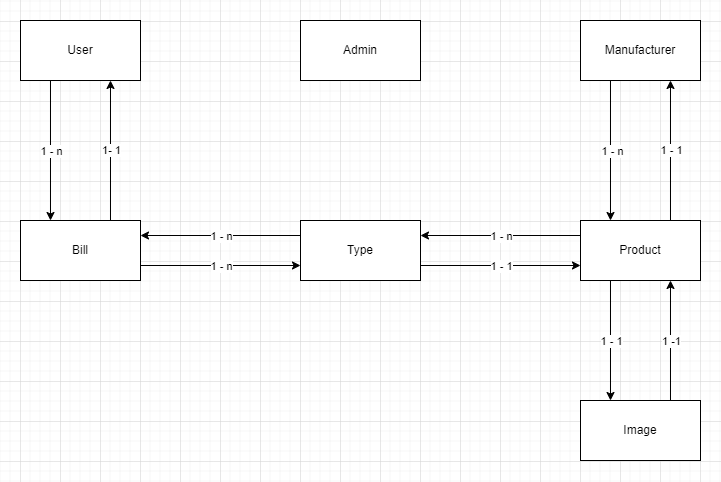 User
Admin
Manufacturer
1 - n
1- 1
1 - n
1 - 1
1 - n
1 - n
Bill
Type
Product
1 - n
1 - 1
1 - 1
1 -1
Image